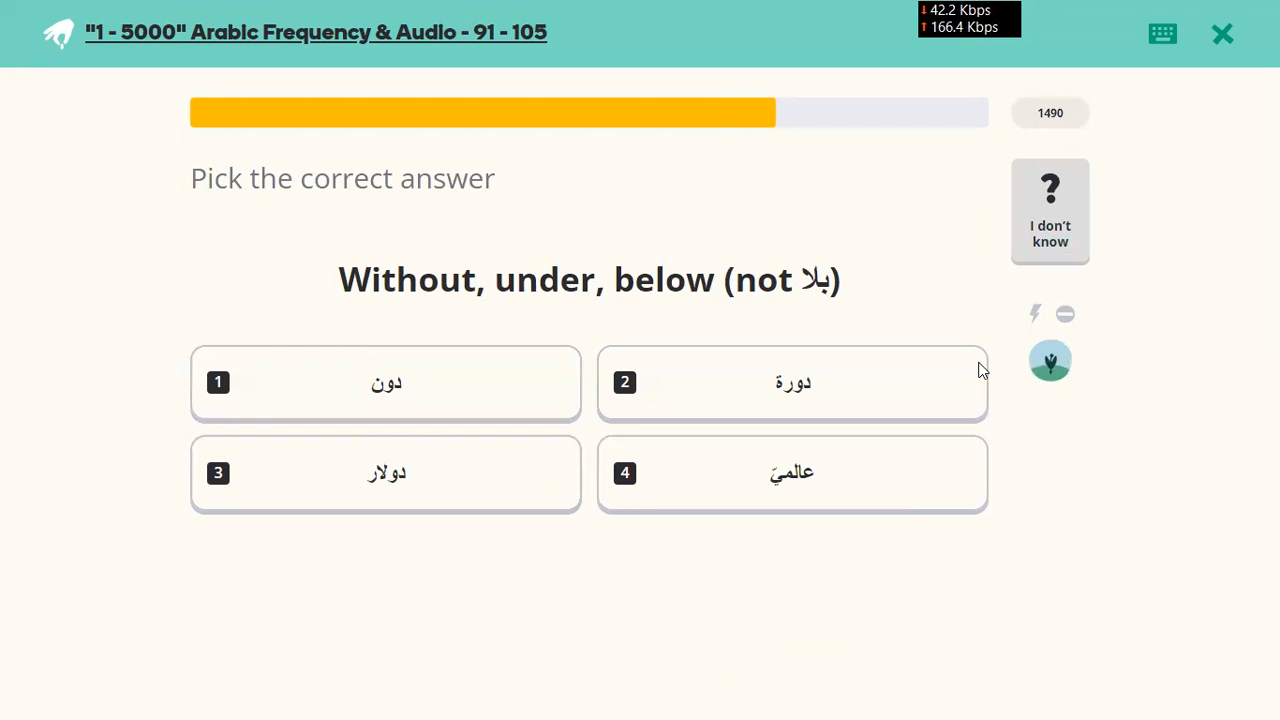 "1 - 5000" Arabic Frequency & Audio - 91 - 105
↓ 42.2 Kbps
↑ 166.4 Kbps
1490
Pick the correct answer
?
I don't
know
Without, under, below (not بلا)
1 دون
2 دورة
3 دولار
4 عالميّ